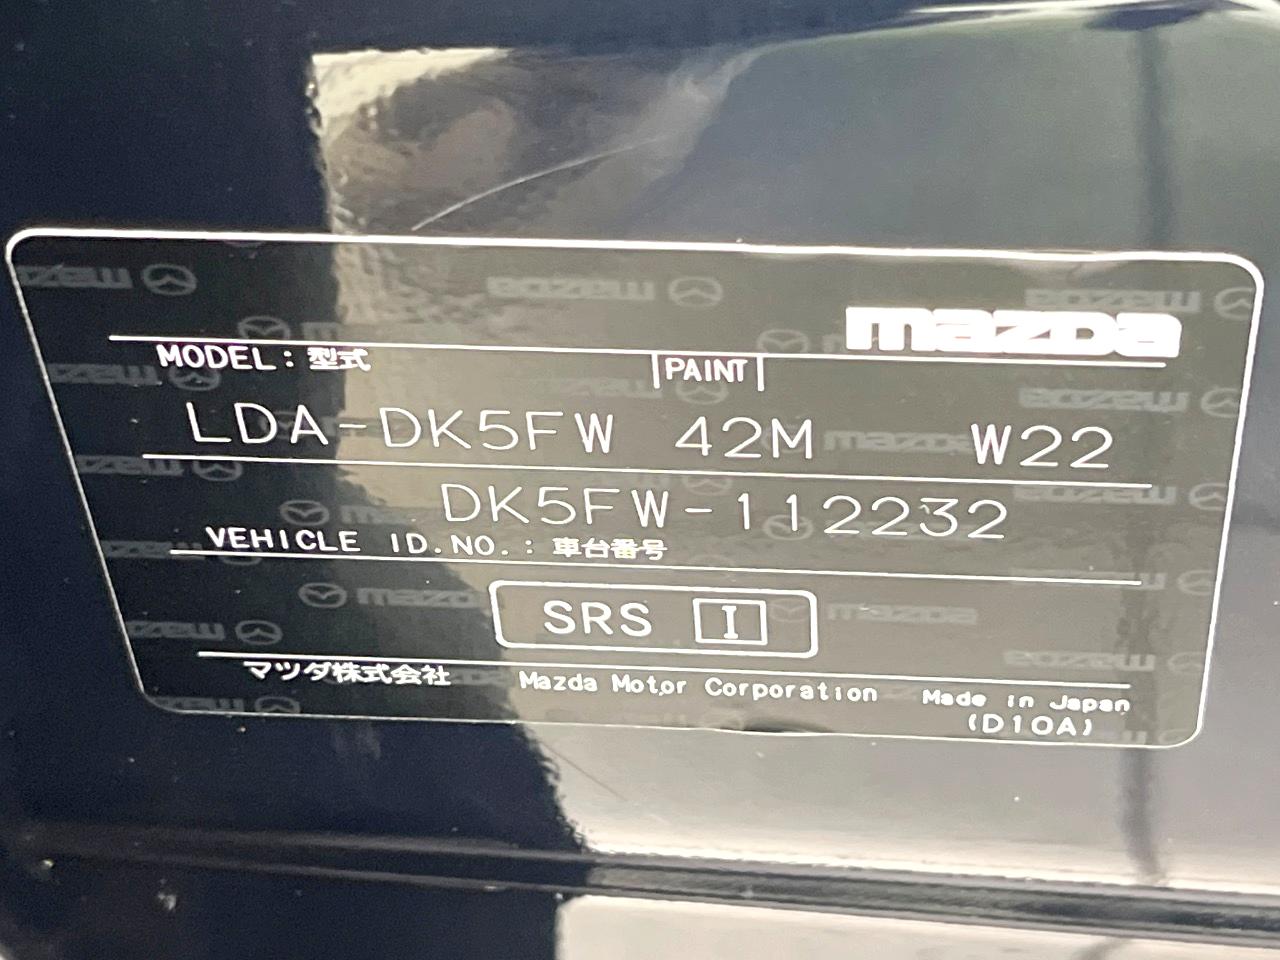 mazda
MODEL : 型式 PAINT
LDA-DK5FW 42M W22
DK5FW-112232
VEHICLE ID.NO. : 車台番号
SRS I
マツダ株式会社 Mazda Motor Corporation Made in Japan
(D10A)